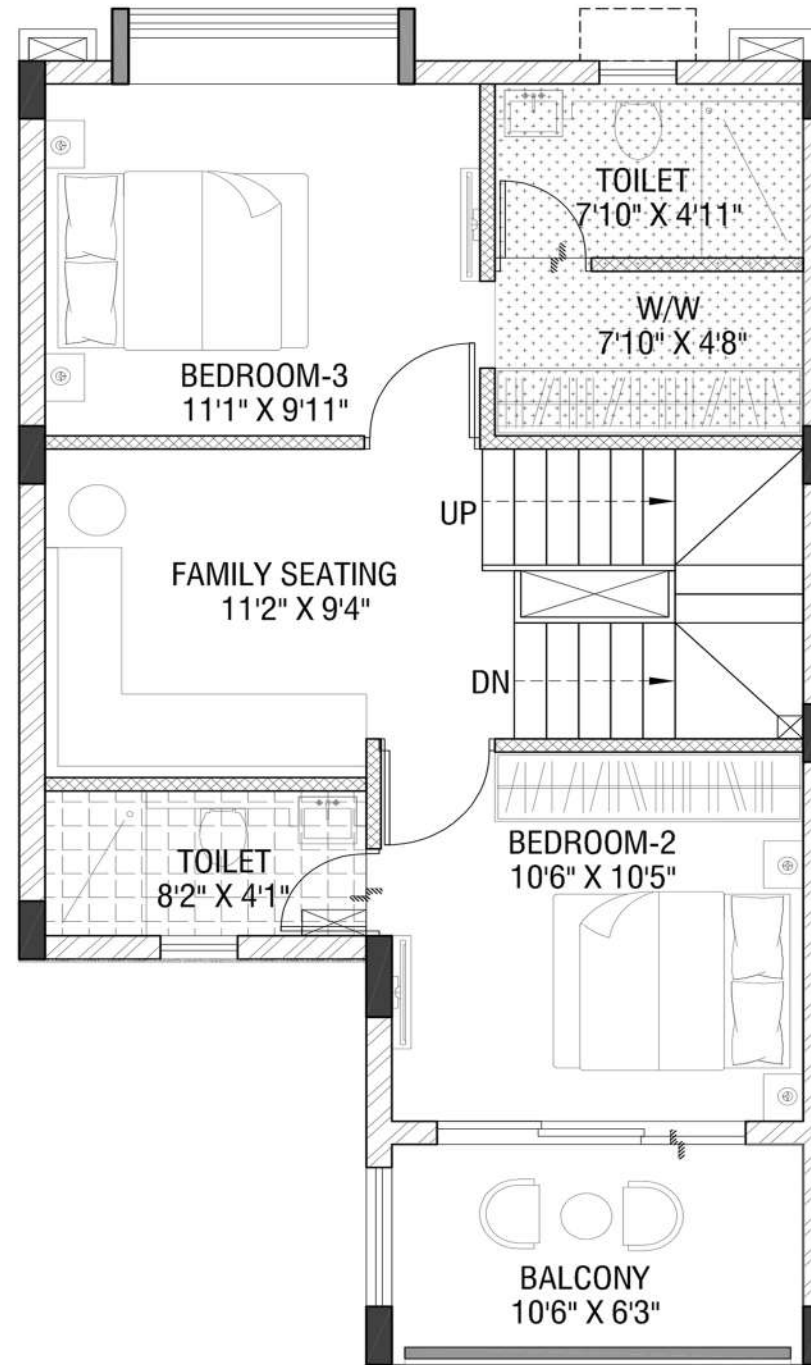 TOILET
7'10" X 4'11"
W/W
7'10" X 4'8"
BEDROOM-3
11'1" X 9'11"
UP
FAMILY SEATING
11'2" X 9'4"
DN
BEDROOM-2
10'6" X 10'5"
TOILET
8'2" X 4'1"
BALCONY
10'6" X 6'3"